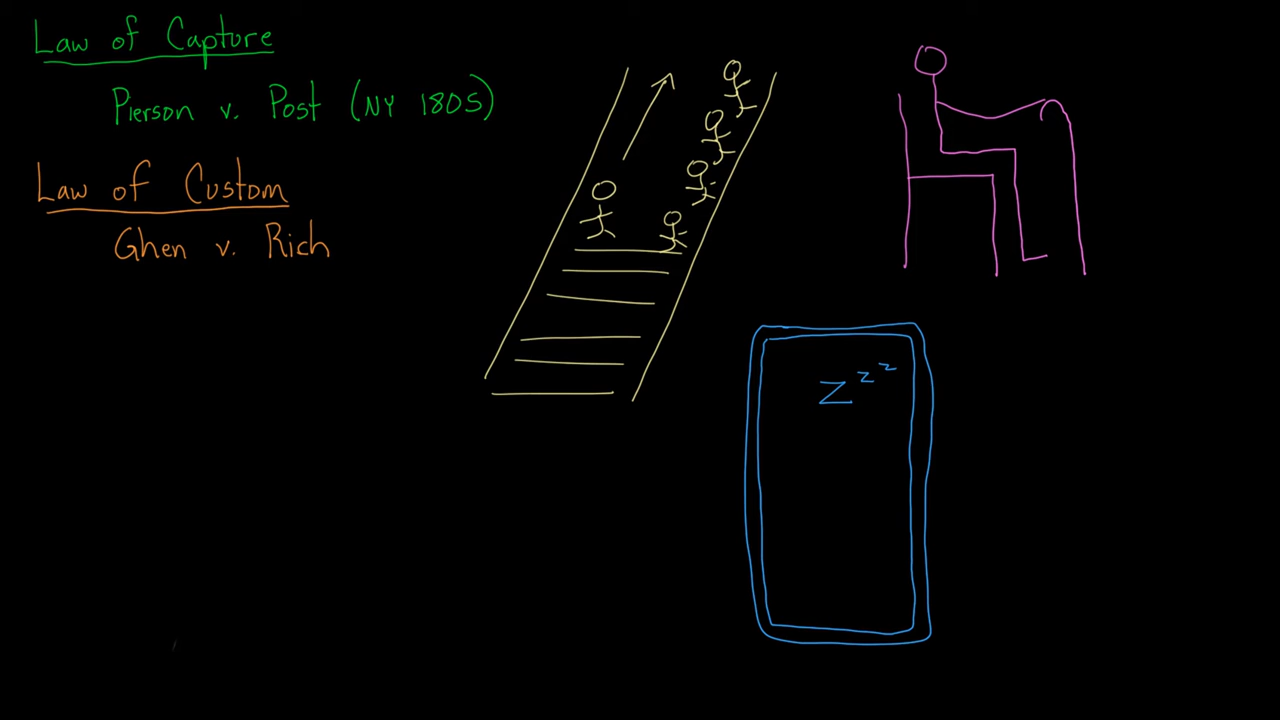 Law of Capture
Pierson v. Post (NY 1805)
Law of Custom
Ghen v. Rich
Z z z